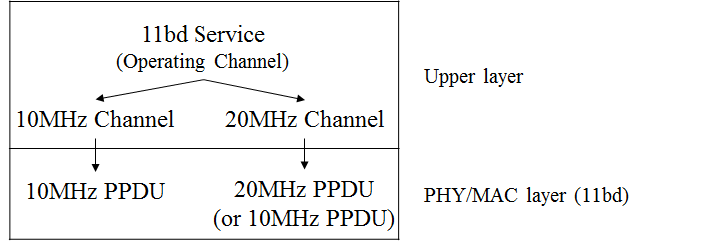 11bd Service
(Operating Channel)
Upper layer
10MHz Channel
20MHz Channel
10MHz PPDU
20MHz PPDU
(or 10MHz PPDU)
PHY/MAC layer (11bd)